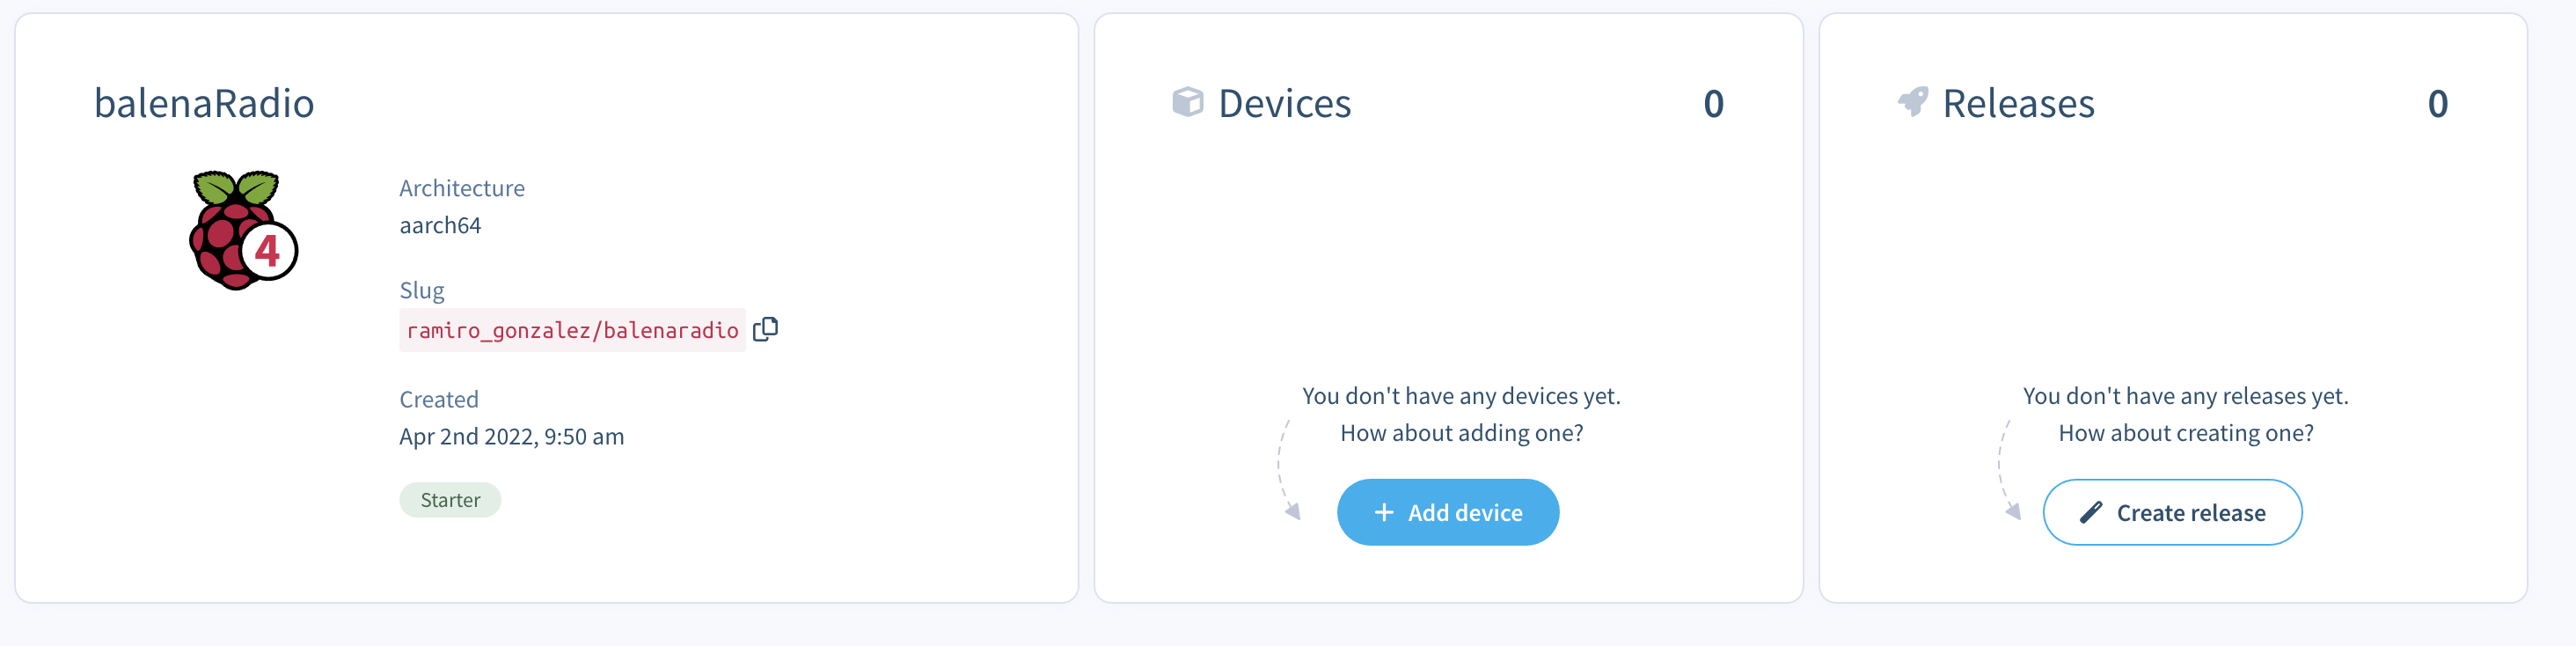 balenaRadio
4
Architecture
aarch64
Slug
ramiro_gonzalez/balenaradio
Created
Apr 2nd 2022, 9:50 am
Starter
Devices 0
You don't have any devices yet.
How about adding one?
+ Add device
Releases 0
You don't have any releases yet.
How about creating one?
Create release